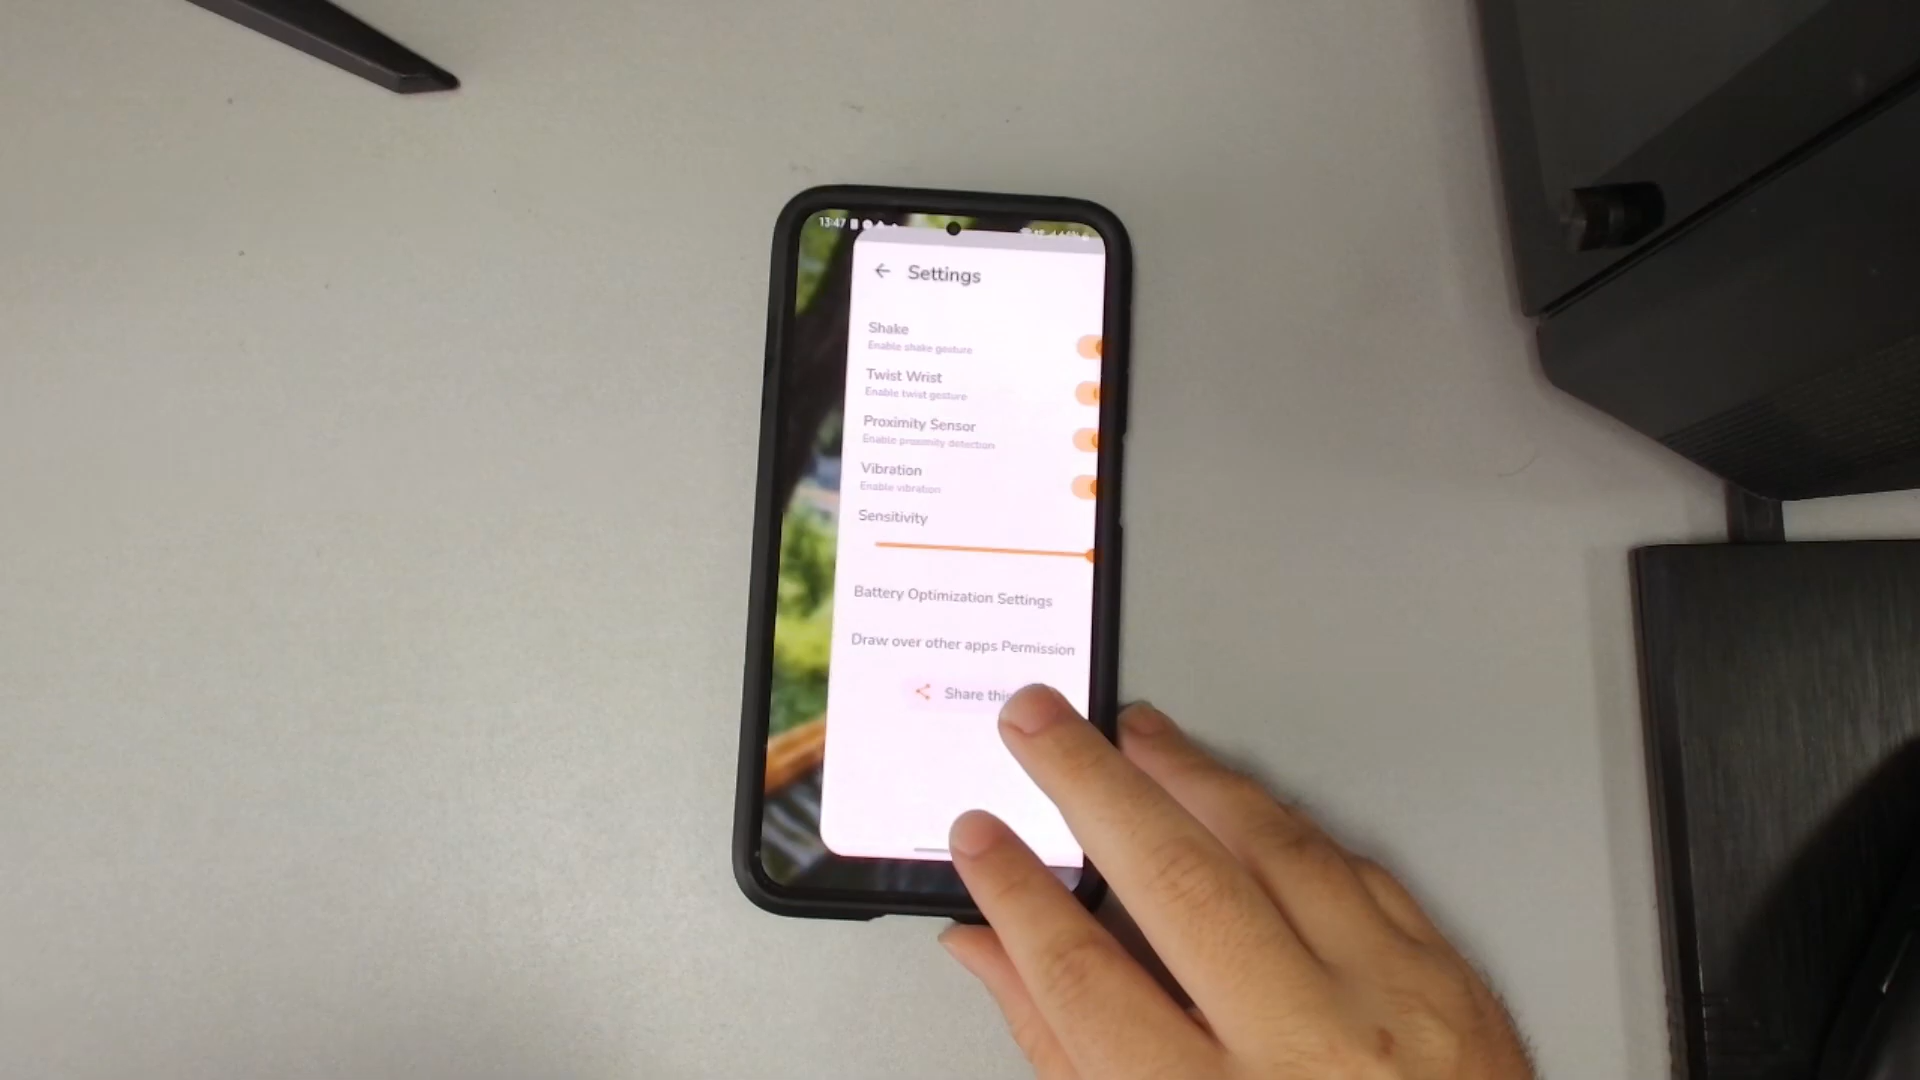 13:47
Settings
Shake
Enable shake gesture
Twist Wrist
Enable twist gesture
Proximity Sensor
Enable proximity detection
Vibration
Enable vibration
Sensitivity
Battery Optimization Settings
Draw over other apps Permission
Share this